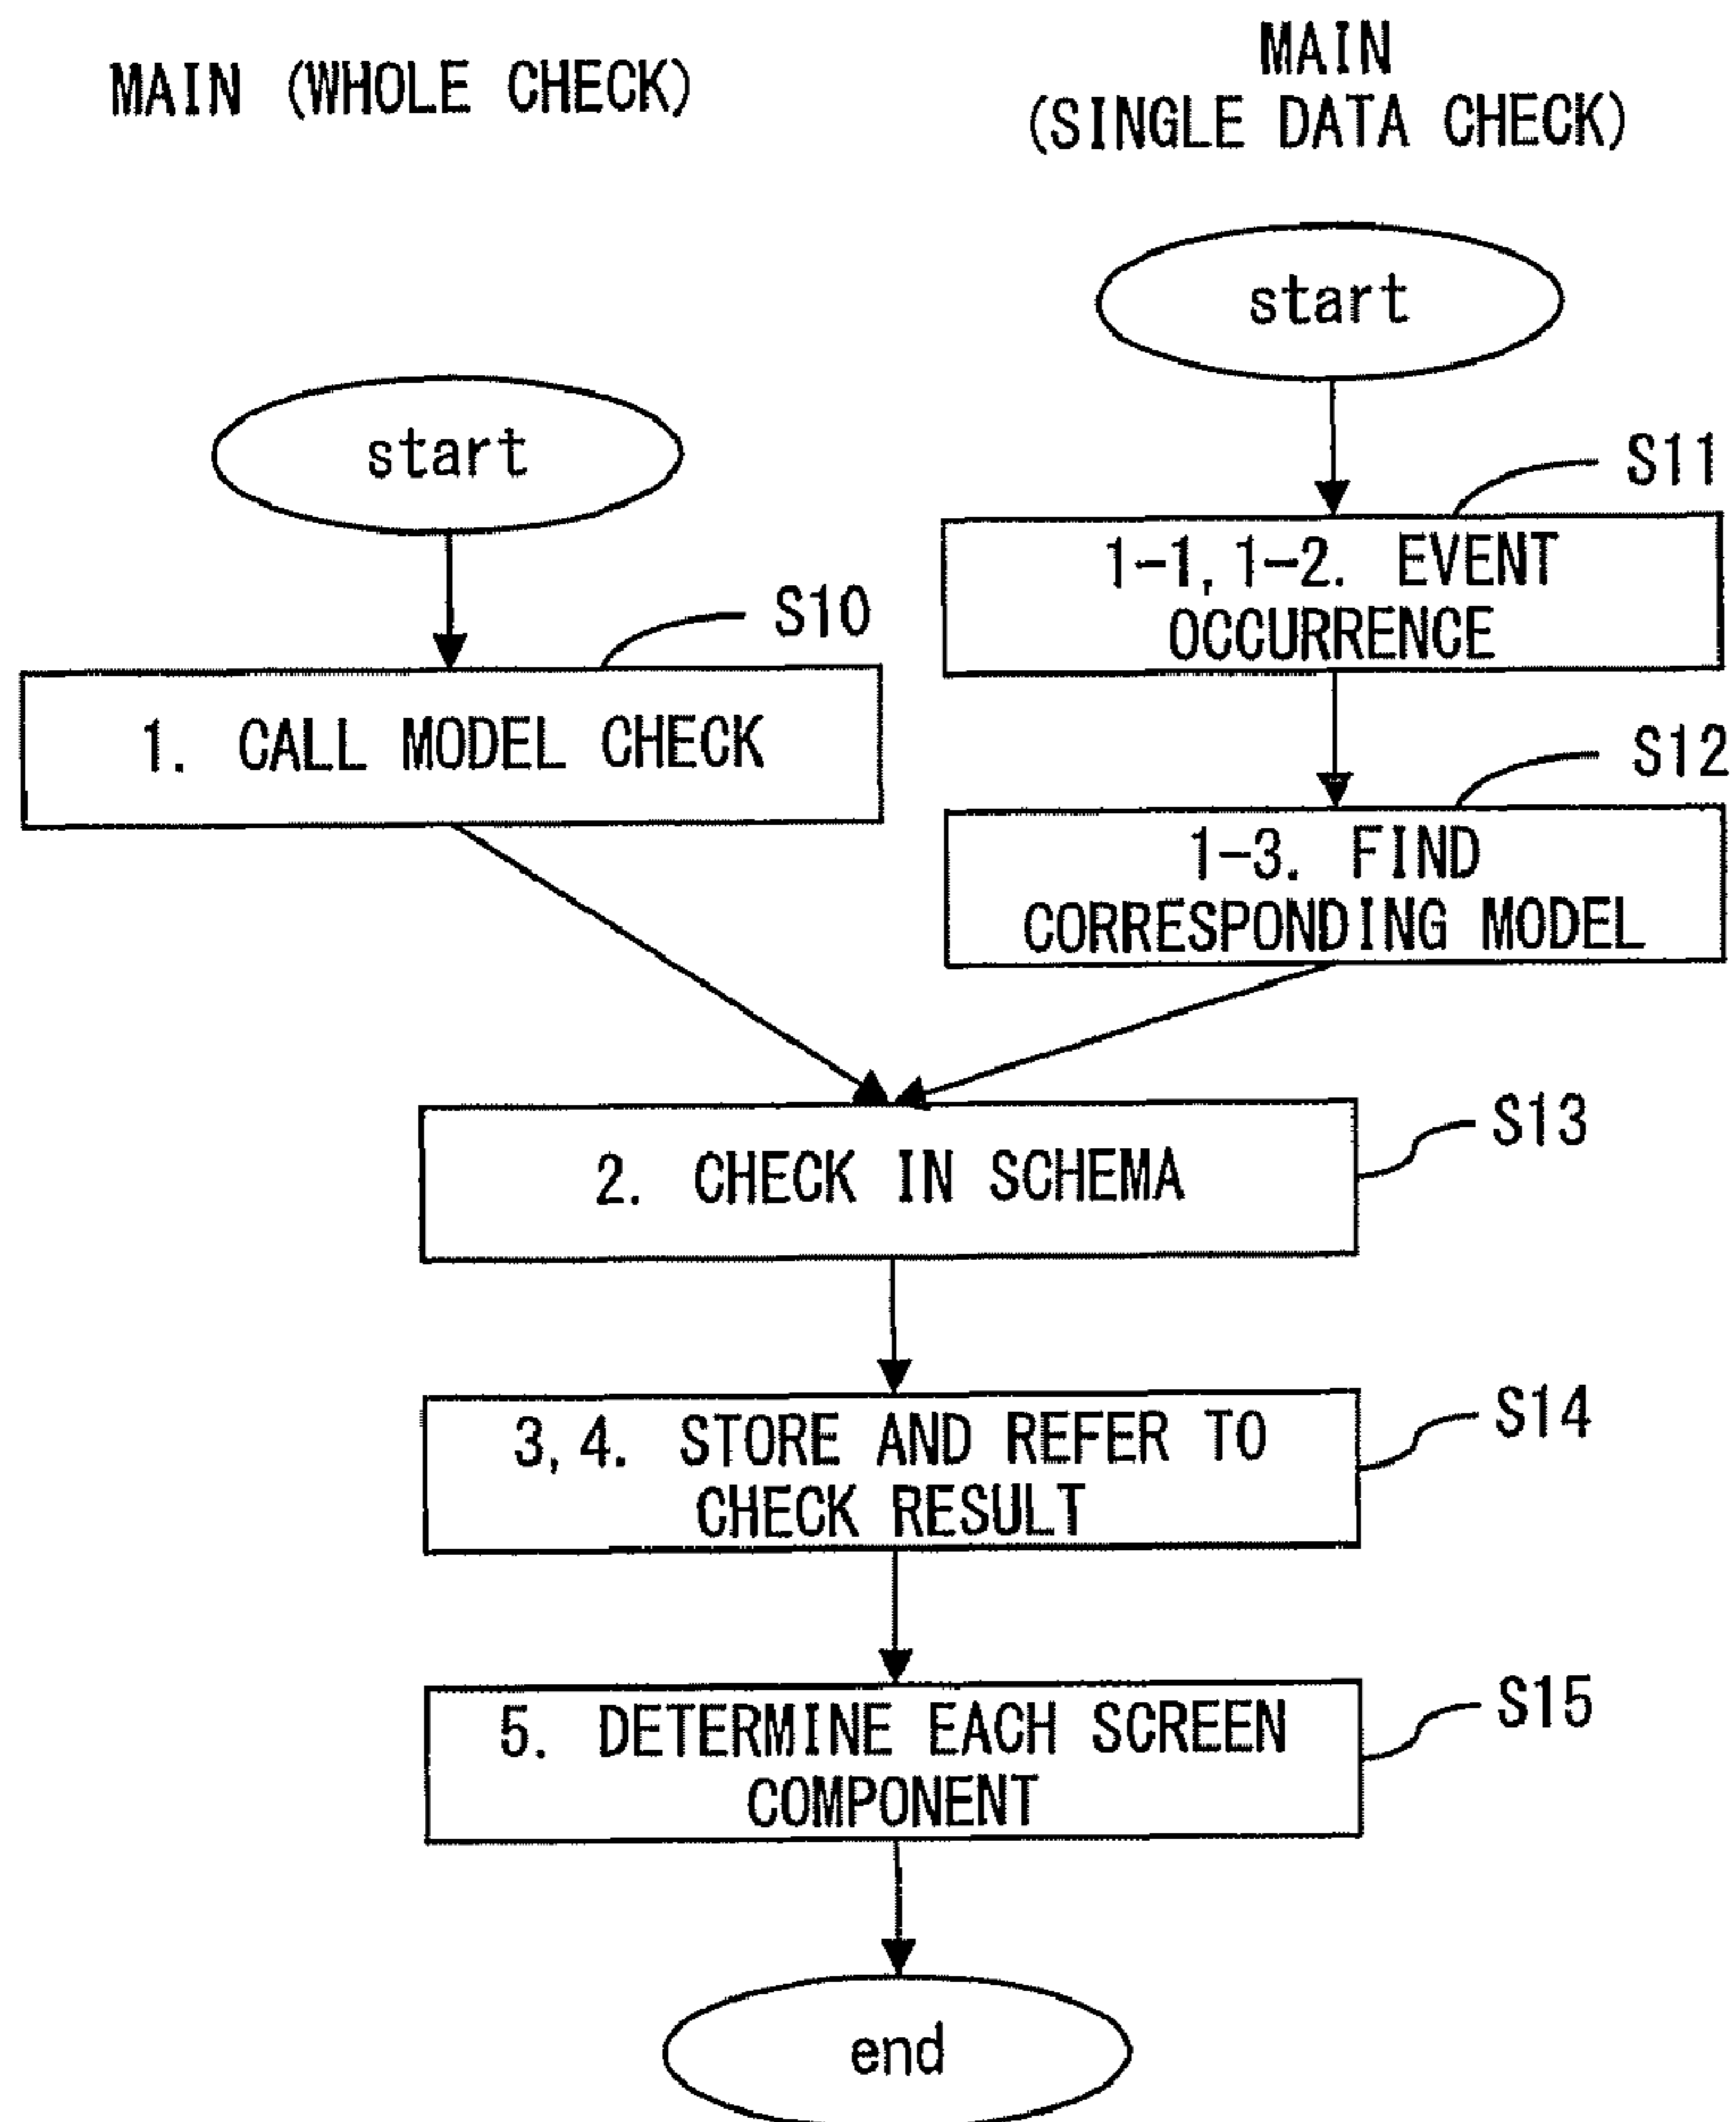 MAIN (WHOLE CHECK)
MAIN
(SINGLE DATA CHECK)
start
start
S11
1-1, 1-2. EVENT
OCCURRENCE
S10
1. CALL MODEL CHECK
S12
1-3. FIND
CORRESPONDING MODEL
S13
2. CHECK IN SCHEMA
S14
3, 4. STORE AND REFER TO
CHECK RESULT
S15
5. DETERMINE EACH SCREEN
COMPONENT
end